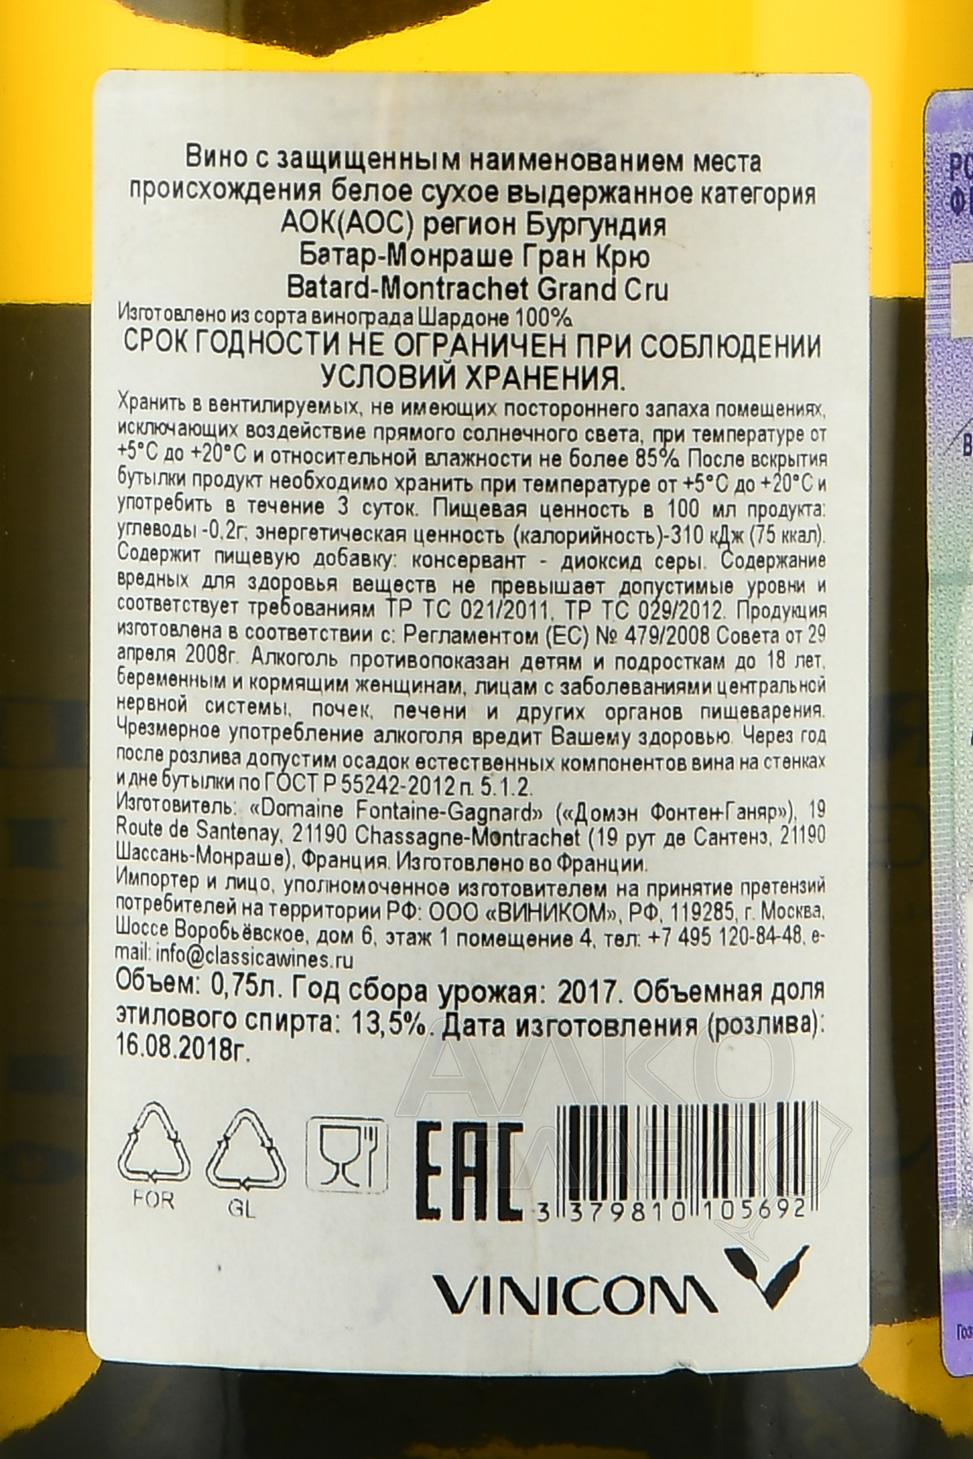 Вино с защищенным наименованием места
происхождения белое сухое выдержанное категория
АОК(АОС) регион Бургундия
Батар-Монраше Гран Крю
Batard-Montrachet Grand Cru
Изготовлено из сорта винограда Шардоне 100%
СРОК ГОДНОСТИ НЕ ОГРАНИЧЕН ПРИ СОБЛЮДЕНИИ
УСЛОВИЙ ХРАНЕНИЯ.
Хранить в вентилируемых, не имеющих постороннего запаха помещениях,
исключающих воздействие прямого солнечного света, при температуре от
+5°С до +20°С и относительной влажности не более 85%. После вскрытия
бутылки продукт необходимо хранить при температуре от +5°С до +20°С и
употребить в течение 3 суток. Пищевая ценность в 100 мл продукта:
углеводы -0,2г; энергетическая ценность (калорийность)-310 кДж (75 ккал).
Содержит пищевую добавку: консервант - диоксид серы. Содержание
вредных для здоровья веществ не превышает допустимые уровни и
соответствует требованиям ТР ТС 021/2011, ТР ТС 029/2012. Продукция
изготовлена в соответствии с: Регламентом (ЕС) № 479/2008 Совета от 29
апреля 2008г. Алкоголь противопоказан детям и подросткам до 18 лет,
беременным и кормящим женщинам, лицам с заболеваниями центральной
нервной системы, почек, печени и других органов пищеварения.
Чрезмерное употребление алкоголя вредит Вашему здоровью. Через год
после розлива допустим осадок естественных компонентов вина на стенках
и дне бутылки по ГОСТ Р 55242-2012 п. 5.1.2.
Изготовитель: «Domaine Fontaine-Gagnard» («Домэн Фонтен-Ганяр»), 19
Route de Santenay, 21190 Chassagne-Montrachet (19 рут де Сантенэ, 21190
Шассань-Монраше), Франция. Изготовлено во Франции.
Импортер и лицо, уполномоченное изготовителем на принятие претензий
потребителей на территории РФ: ООО «ВИНИКОМ», РФ, 119285, г. Москва,
Шоссе Воробьёвское, дом 6, этаж 1 помещение 4, тел: +7 495 120-84-48, e-
mail: info@classicawines.ru
Объем: 0,75л. Год сбора урожая: 2017. Объемная доля
этилового спирта: 13,5%. Дата изготовления (розлива):
16.08.2018г.
FOR
GL
EAC
3 379810 105692
VINICOM
АЛКО